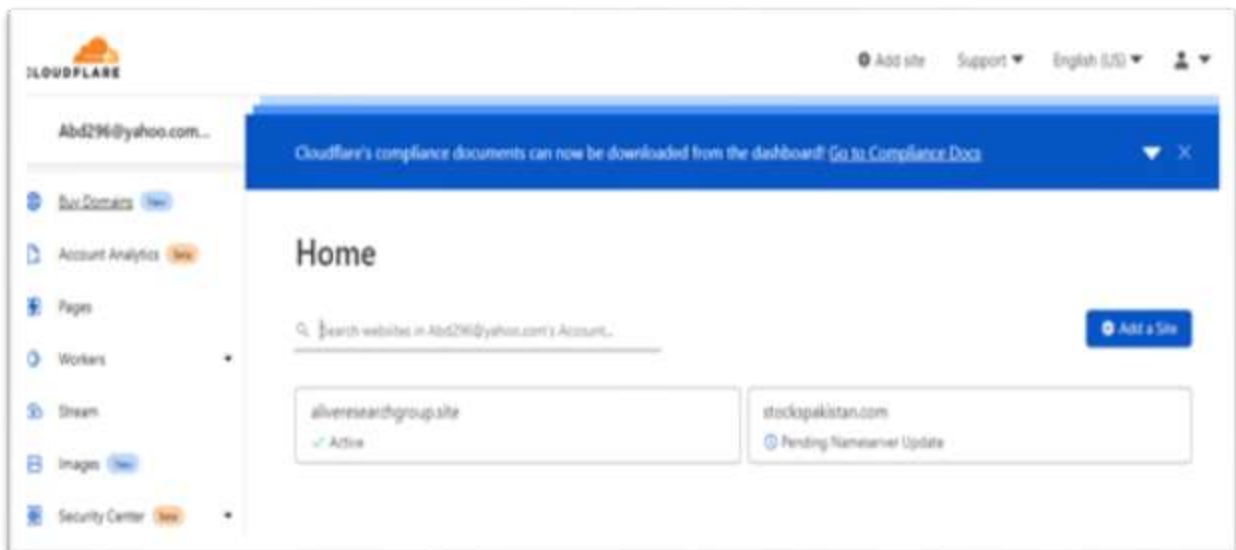 CLOUDFLARE
Add site Support English (US)
Abd296@yahoo.com...
Cloudflare's compliance documents can now be downloaded from the dashboard! Go to Compliance Docs
Buy Domains New
Account Analytics Beta
Home
Pages
Search websites in Abd296@yahoo.com's Account...
Add a Site
Workers
Stream
aliveresearchgroup.site
Active
stockspakistan.com
Pending Nameserver Update
Images New
Security Center Beta